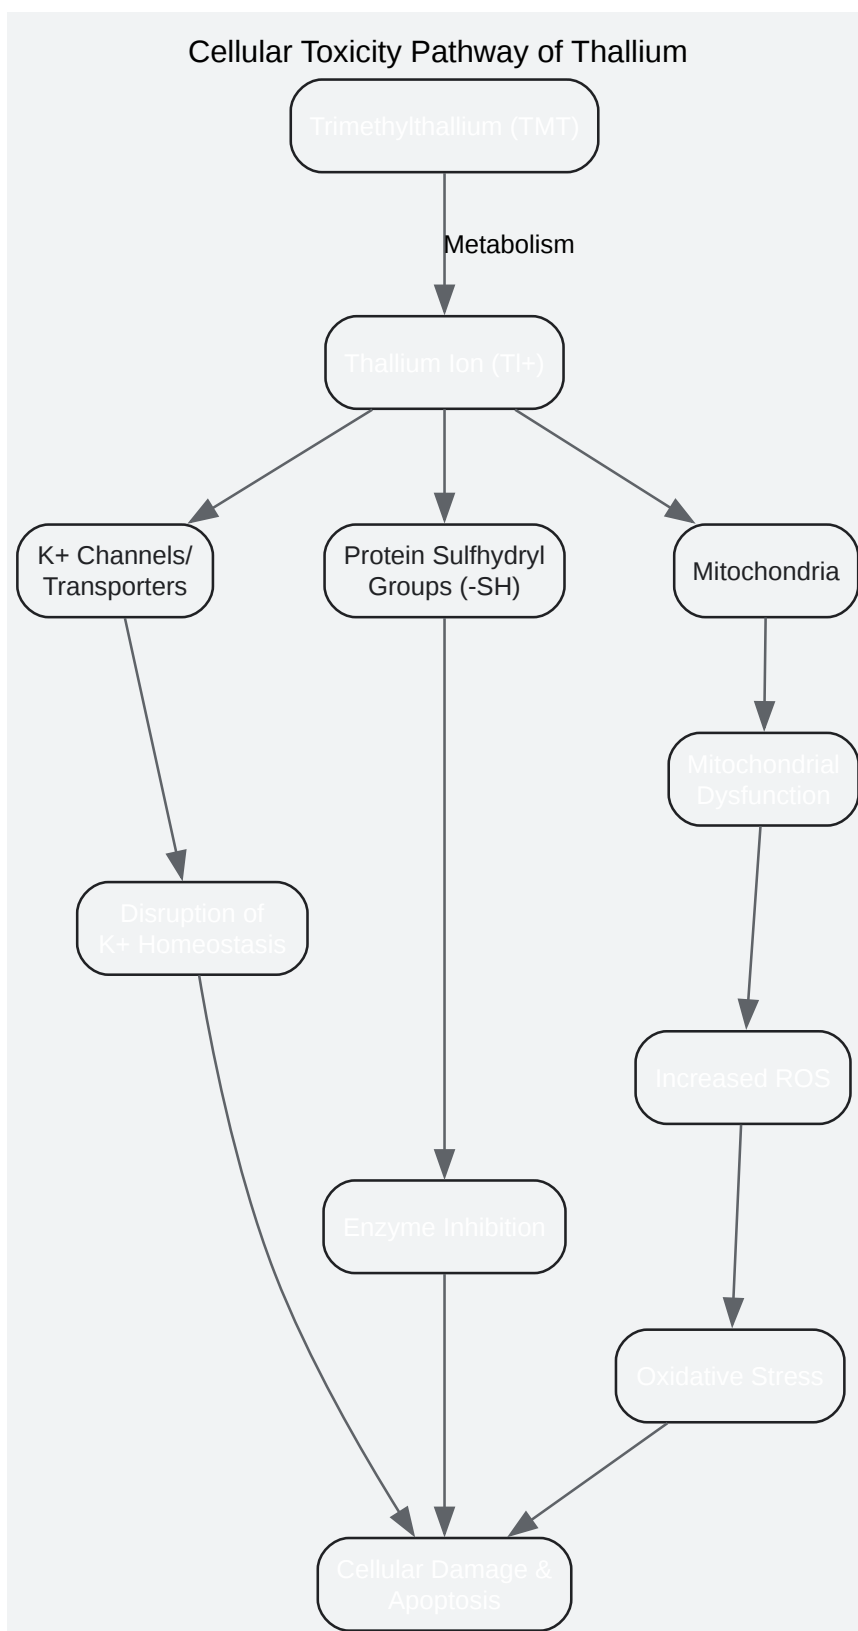 Cellular Toxicity Pathway of Thallium
Trimethylthallium (TMT)
Metabolism
Thallium Ion (Tl+)
K+ Channels/
Transporters
Protein Sulfhydryl
Groups (-SH)
Mitochondria
Mitochondrial
Dysfunction
Disruption of
K+ Homeostasis
Increased ROS
Enzyme Inhibition
Oxidative Stress
Cellular Damage &
Apoptosis